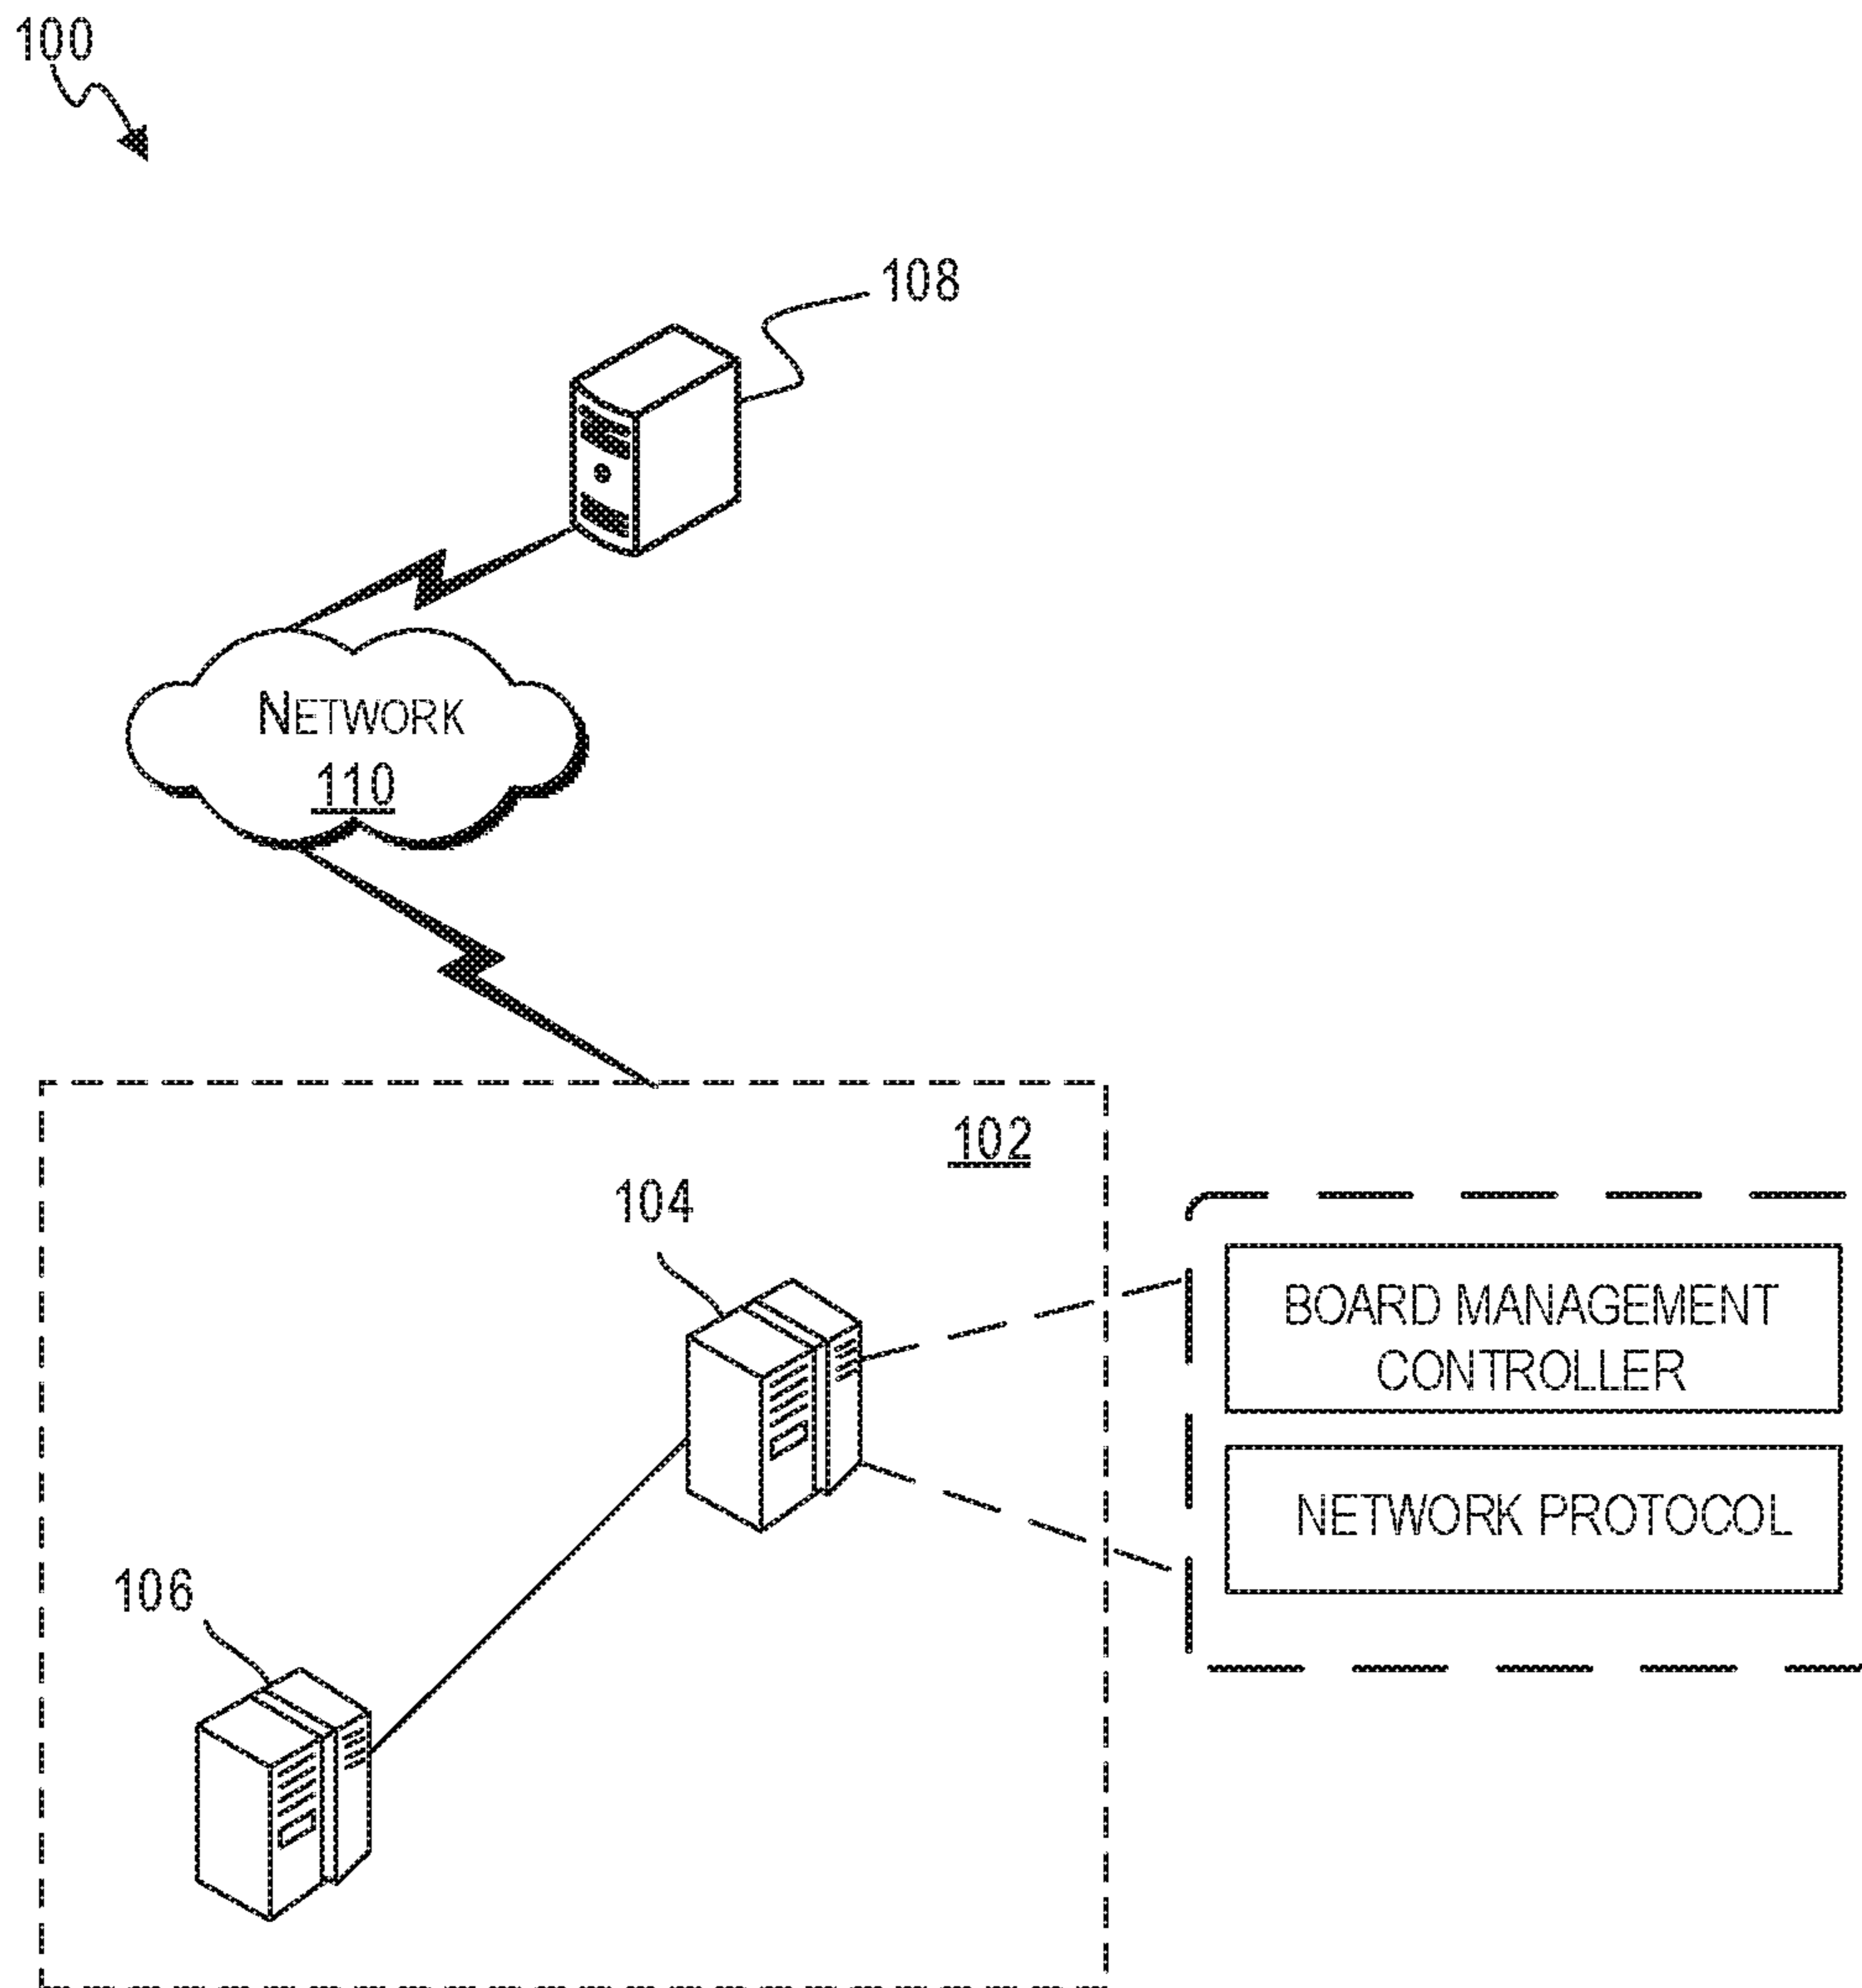 100
108
NETWORK
110
102
104
BOARD MANAGEMENT
CONTROLLER
NETWORK PROTOCOL
106